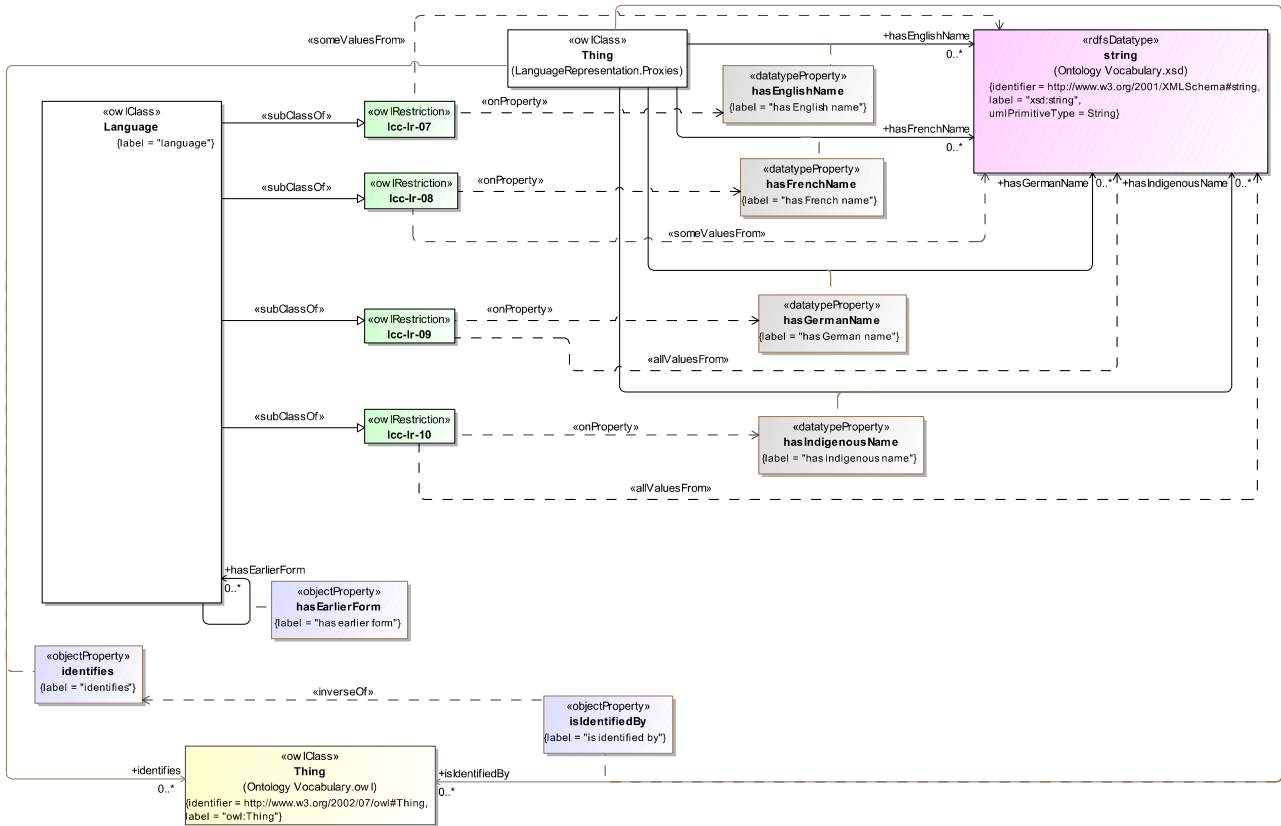 «someValuesFrom»
«owlClass»
Thing
(LanguageRepresentation.Proxies)
+hasEnglishName
0..*
«rdfsDatatype»
string
(Ontology Vocabulary.xsd)
{identifier = http://www.w3.org/2001/XMLSchema#string,
label = "xsd:string",
umlPrimitiveType = String}
«datatypeProperty»
hasEnglishName
{label = "has English name"}
«owlClass»
Language
{label = "language"}
«subClassOf»
«owlRestriction»
lcc-lr-07
«onProperty»
+hasFrenchName
0..*
«datatypeProperty»
hasFrenchName
{label = "has French name"}
«subClassOf»
«owlRestriction»
lcc-lr-08
«onProperty»
+hasGermanName 0..*
+hasIndigenousName 0..*
«someValuesFrom»
«subClassOf»
«owlRestriction»
lcc-lr-09
«onProperty»
«datatypeProperty»
hasGermanName
{label = "has German name"}
«allValuesFrom»
«subClassOf»
«owlRestriction»
lcc-lr-10
«onProperty»
«datatypeProperty»
hasIndigenousName
{label = "has indigenous name"}
«allValuesFrom»
+hasEarlierForm
0..*
«objectProperty»
hasEarlierForm
{label = "has earlier form"}
«objectProperty»
identifies
{label = "identifies"}
«inverseOf»
«objectProperty»
isIdentifiedBy
{label = "is identified by"}
+identifies
0..*
«owlClass»
Thing
(Ontology Vocabulary.owl)
{identifier = http://www.w3.org/2002/07/owl#Thing,
label = "owl:Thing"}
+isIdentifiedBy
0..*